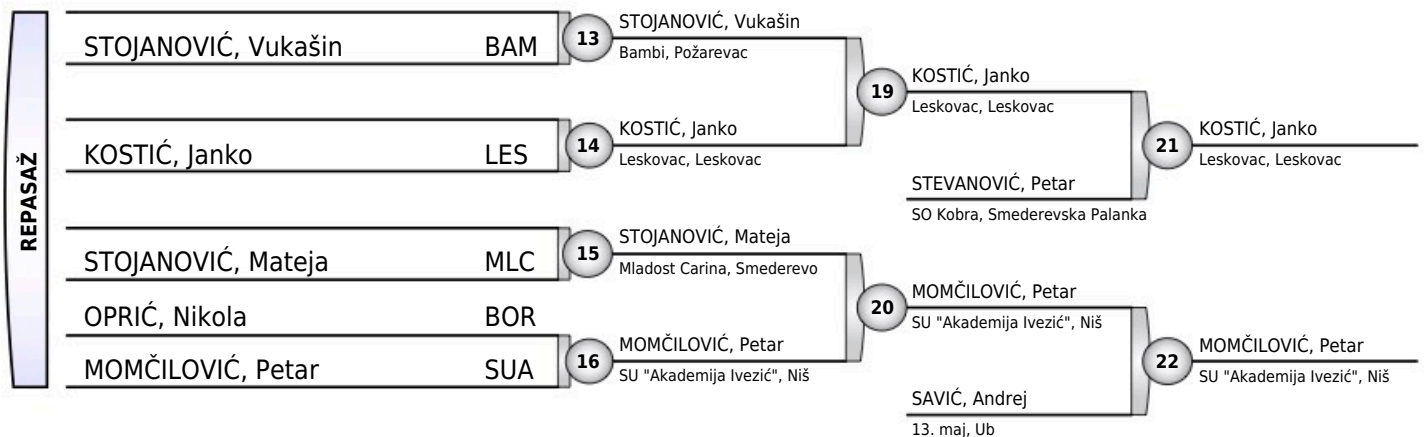 REPASAŽ
STOJANOVIĆ, Vukašin BAM
KOSTIĆ, Janko LES
STOJANOVIĆ, Mateja MLC
OPRIĆ, Nikola BOR
MOMČILOVIĆ, Petar SUA
13
STOJANOVIĆ, Vukašin
Bambi, Požarevac
14
KOSTIĆ, Janko
Leskovac, Leskovac
15
STOJANOVIĆ, Mateja
Mladost Carina, Smederevo
16
MOMČILOVIĆ, Petar
SU "Akademija Ivezić", Niš
19
KOSTIĆ, Janko
Leskovac, Leskovac
STEVANOVIĆ, Petar
SO Kobra, Smederevska Palanka
20
MOMČILOVIĆ, Petar
SU "Akademija Ivezić", Niš
SAVIĆ, Andrej
13. maj, Ub
21
KOSTIĆ, Janko
Leskovac, Leskovac
22
MOMČILOVIĆ, Petar
SU "Akademija Ivezić", Niš